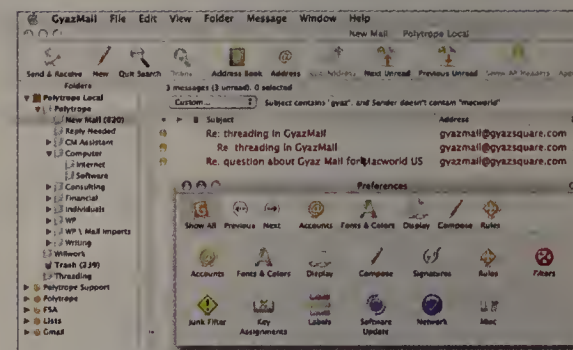 GyazMail File Edit View Folder Message Window Help
New Mail Polytrope Local
Send & Receive New Quit Search Address Book Address Next Unread Previous Unread
Folders
3 messages (3 unread). 0 selected
Custom... Subject contains "gyaz". and Sender doesn't contain "macworld"
Subject Address
Re: threading in GyazMail gyazmail@gyazsquare.com
Re threading in GyazMail gyazmail@gyazsquare.com
Re. question about Gyaz Mail for Macworld US gyazmail@gyazsquare.com
Polytrope Local
Polytrope
New Mail (820)
Reply Needed
CM Assistant
Computer
Internet
Software
Consulting
Financial
Individuals
WP
WP \ Mail Imports
Writing
Willwork
Trash (239)
Threading
Polytrope Support
Polytrope
FSA
Lists
Gmail
Preferences
Show All Previous Next Accounts Fonts & Colors Display Compose Rules
Accounts Fonts & Colors Display Compose Signatures Rules Filters
Junk Filter Key Assignments Labels Software Update Network Misc